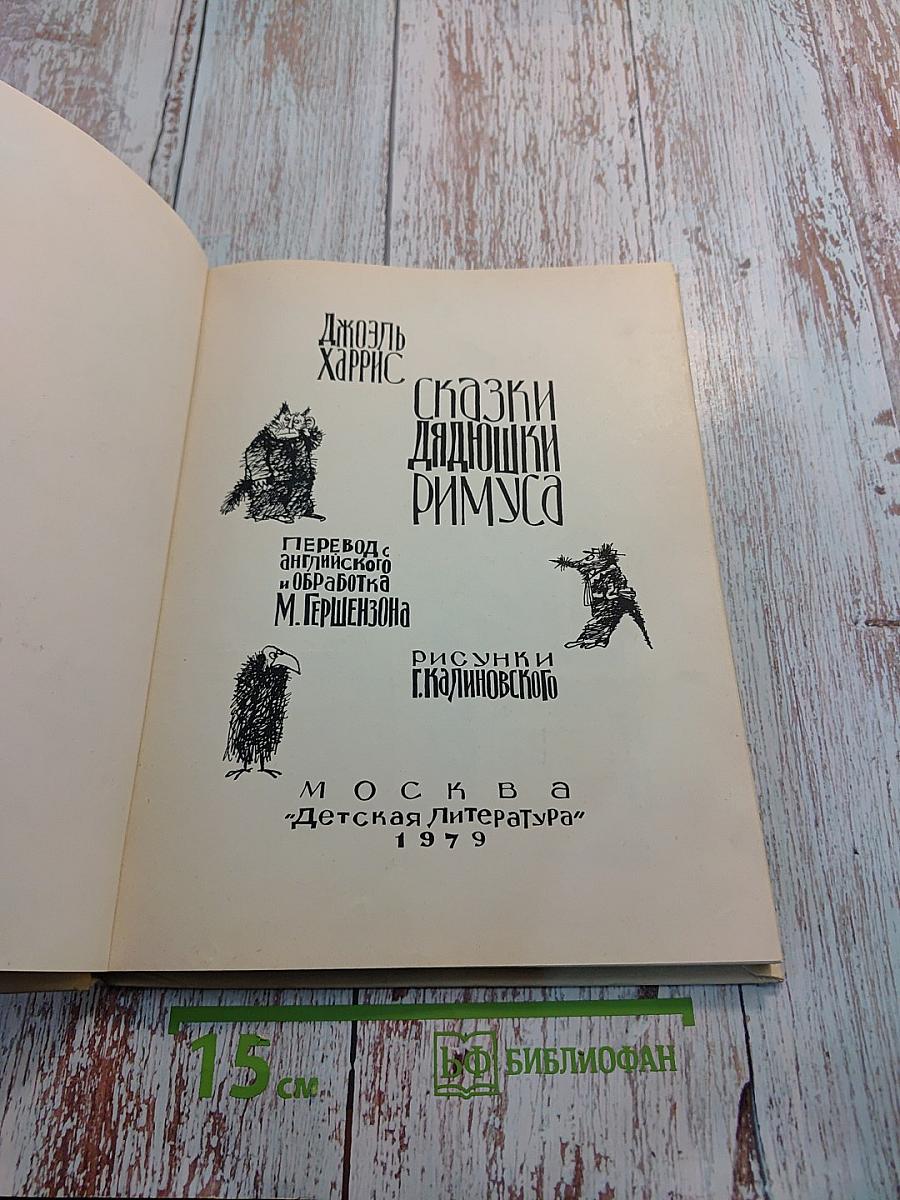 Джоэль
Харрис
Сказки
дядюшки
Римуса
Перевод с
английского
и обработка
М. Гершензона
Рисунки
Г. Калиновского
Москва
"Детская Литература"
1979
15 см
БФ БИБЛИОФАН